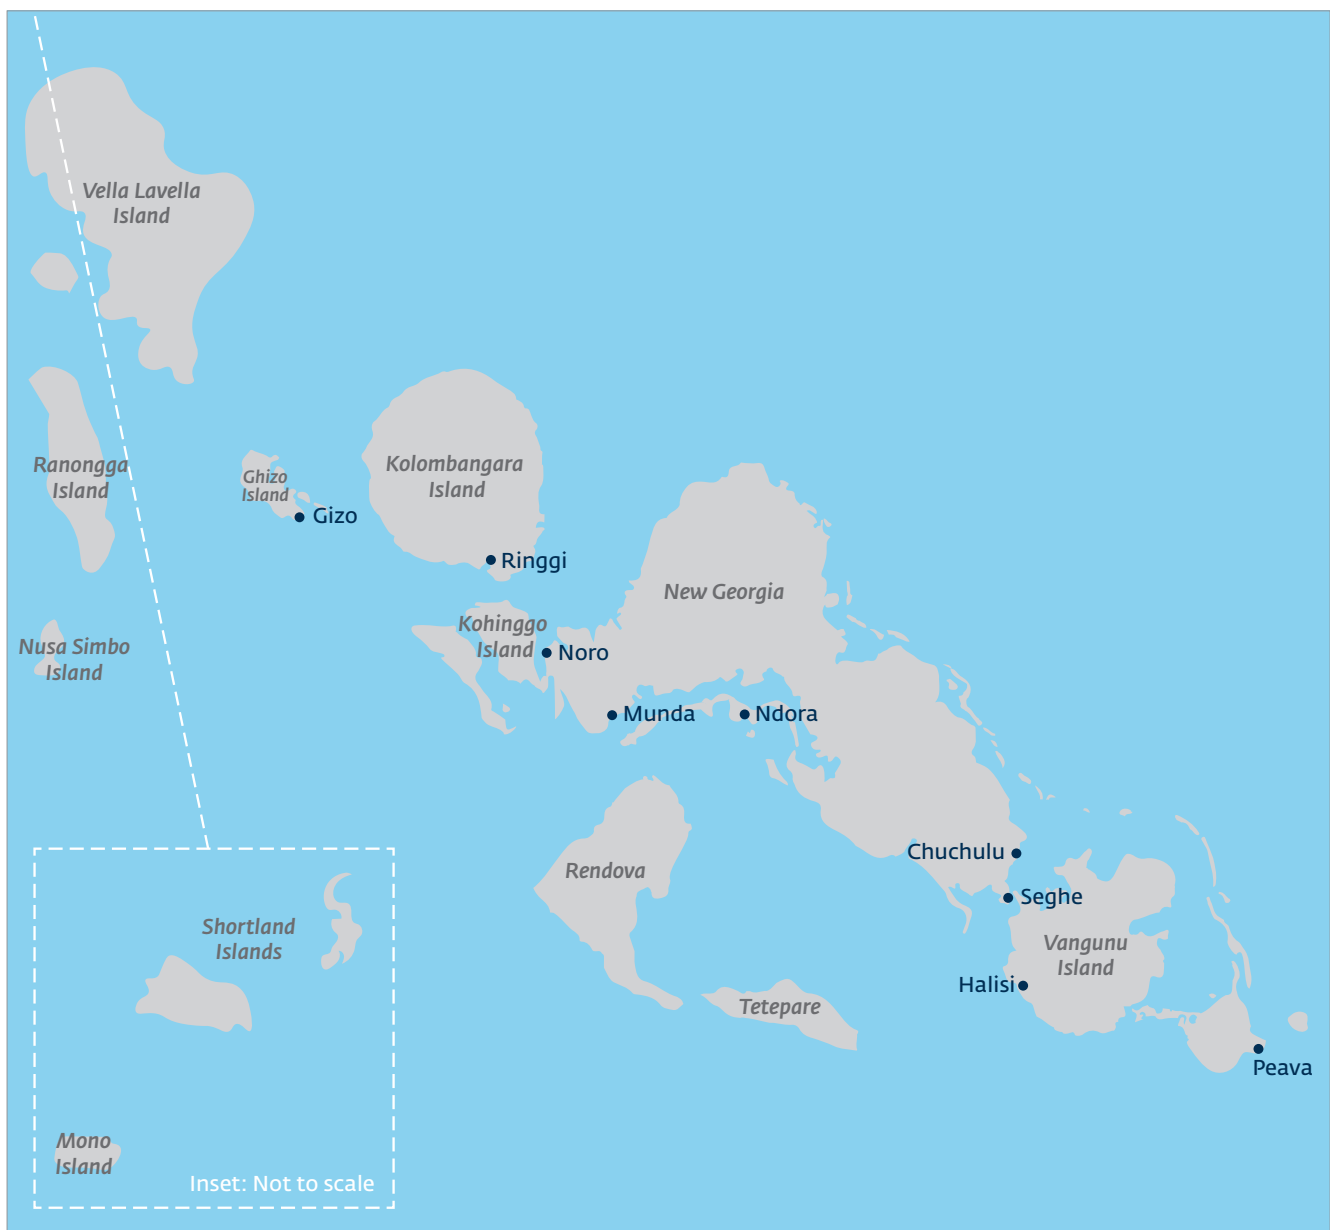 Vella Lavella
Island
Ranongga
Island
Ghizo
Island
Gizo
Kolombangara
Island
Ringgi
New Georgia
Kohinggo
Island
Noro
Nusa Simbo
Island
Munda
Ndora
Rendova
Chuchulu
Seghe
Shortland
Islands
Vangunu
Island
Halisi
Tetepare
Peava
Mono
Island
Inset: Not to scale